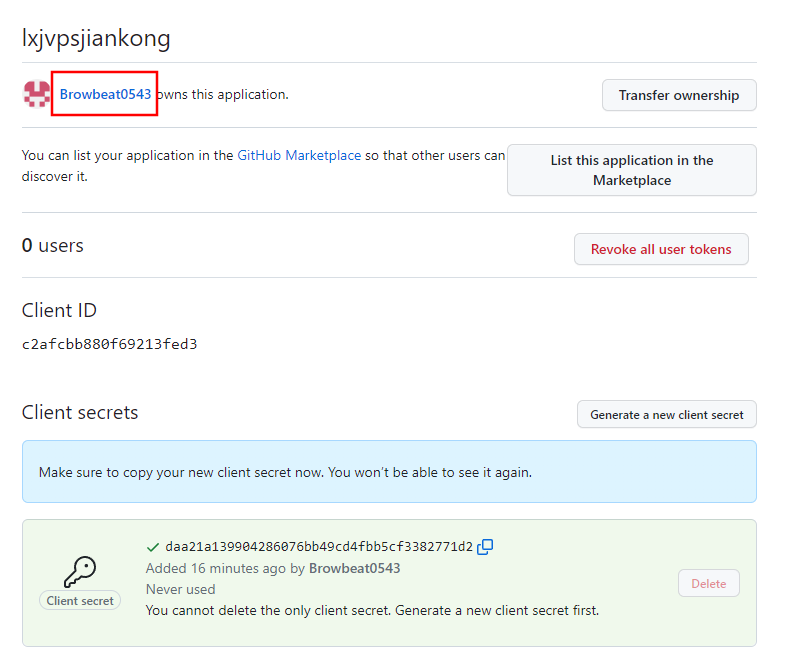 lxjvpsjiankong
Browbeat0543 owns this application.
Transfer ownership
You can list your application in the GitHub Marketplace so that other users can
discover it.
List this application in the
Marketplace
0 users
Revoke all user tokens
Client ID
c2afcbb880f69213fed3
Client secrets
Generate a new client secret
Make sure to copy your new client secret now. You won't be able to see it again.
daa21a139904286076bb49cd4fbb5cf3382771d2
Added 16 minutes ago by Browbeat0543
Never used
You cannot delete the only client secret. Generate a new client secret first.
Client secret
Delete